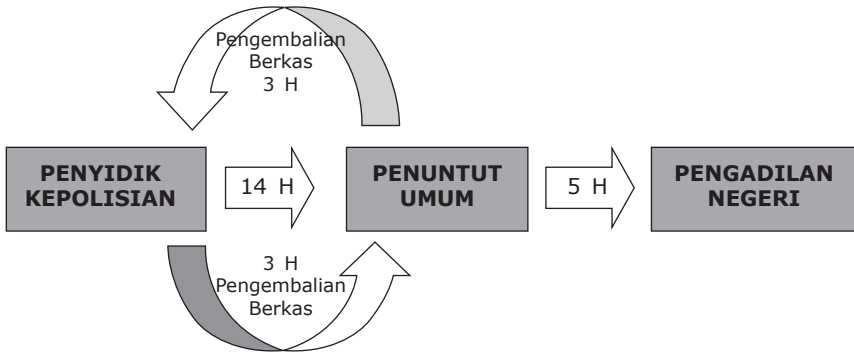 Pengembalian
Berkas
3 H
PENYIDIK
KEPOLISIAN
14 H
PENUNTUT
UMUM
5 H
PENGADILAN
NEGERI
3 H
Pengembalian
Berkas